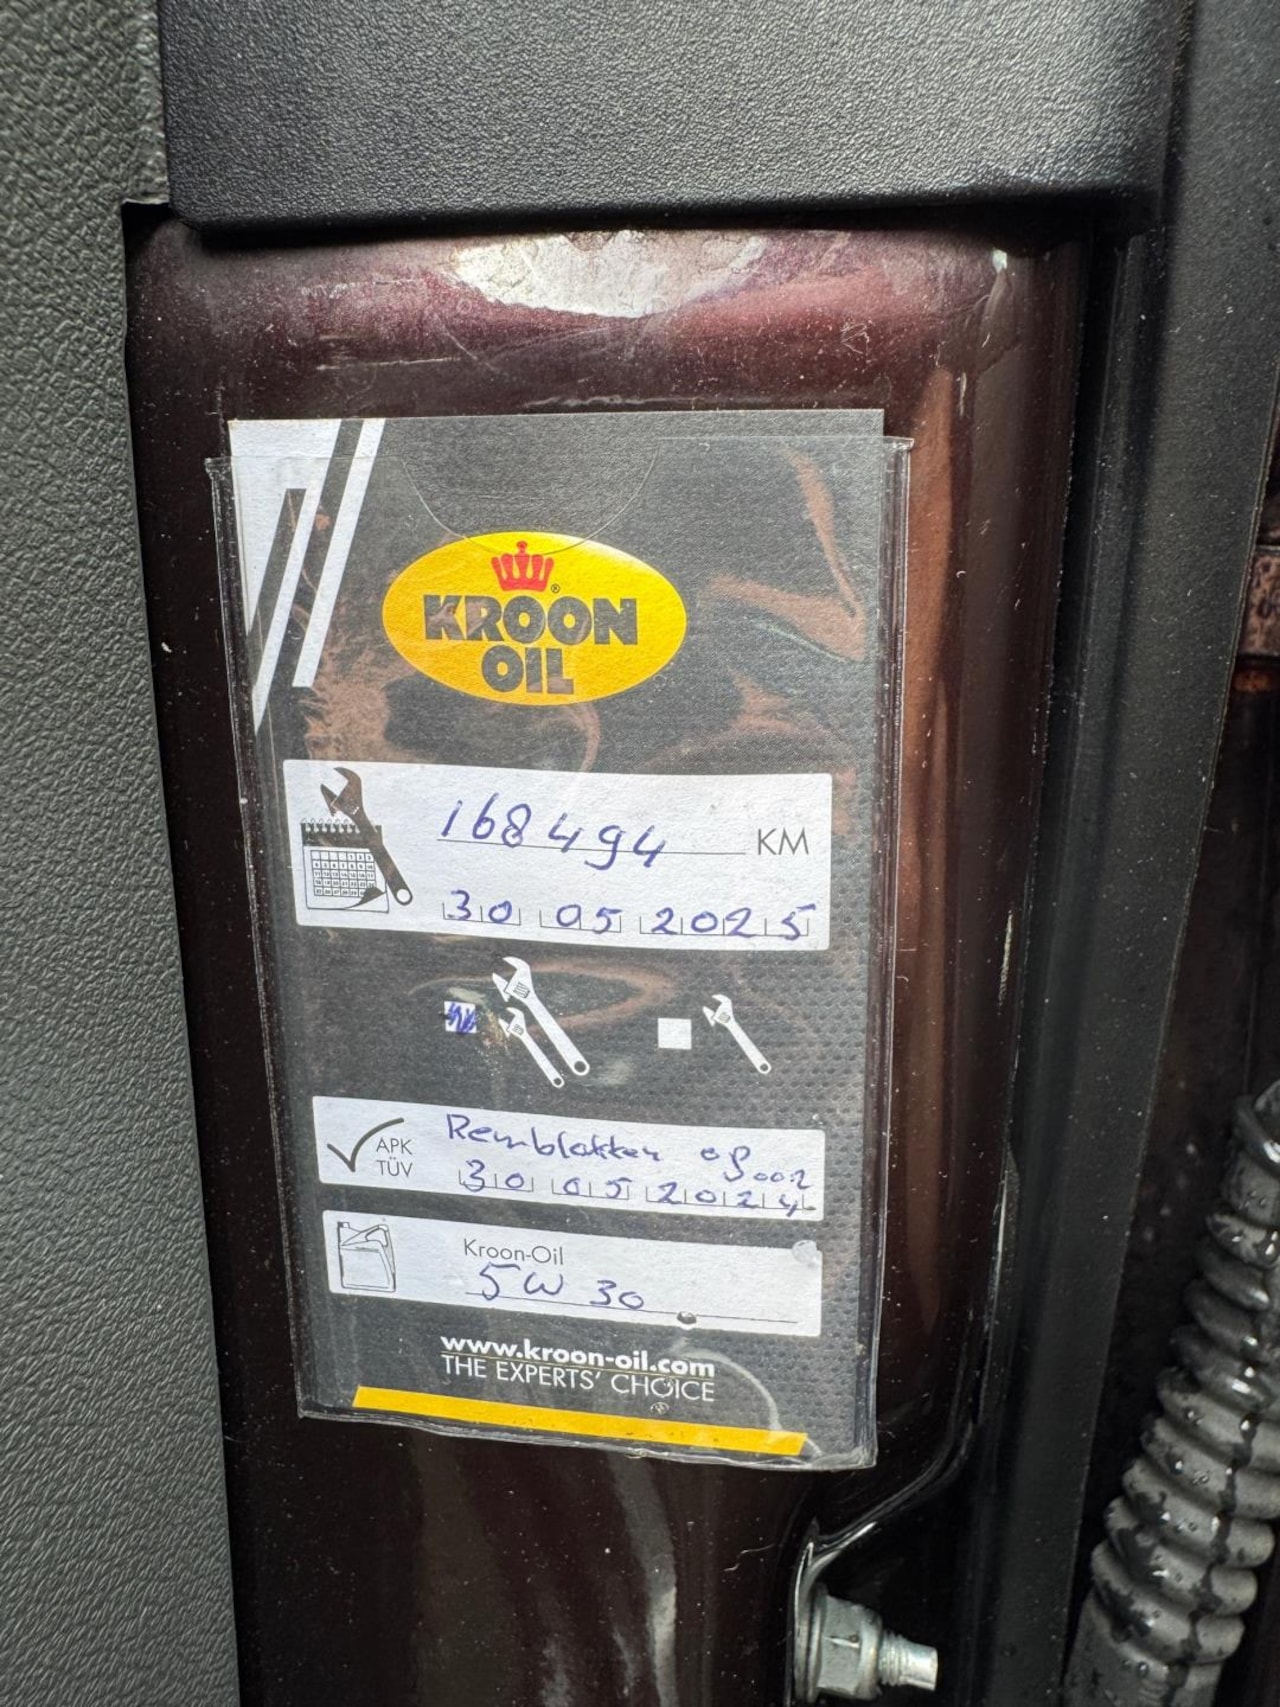 KROON
OIL
168494 KM
30 05 2025
APK
TÜV
Remblokken op
30 05 2024
Kroon-Oil
5W 30
www.kroon-oil.com
THE EXPERTS' CHOICE